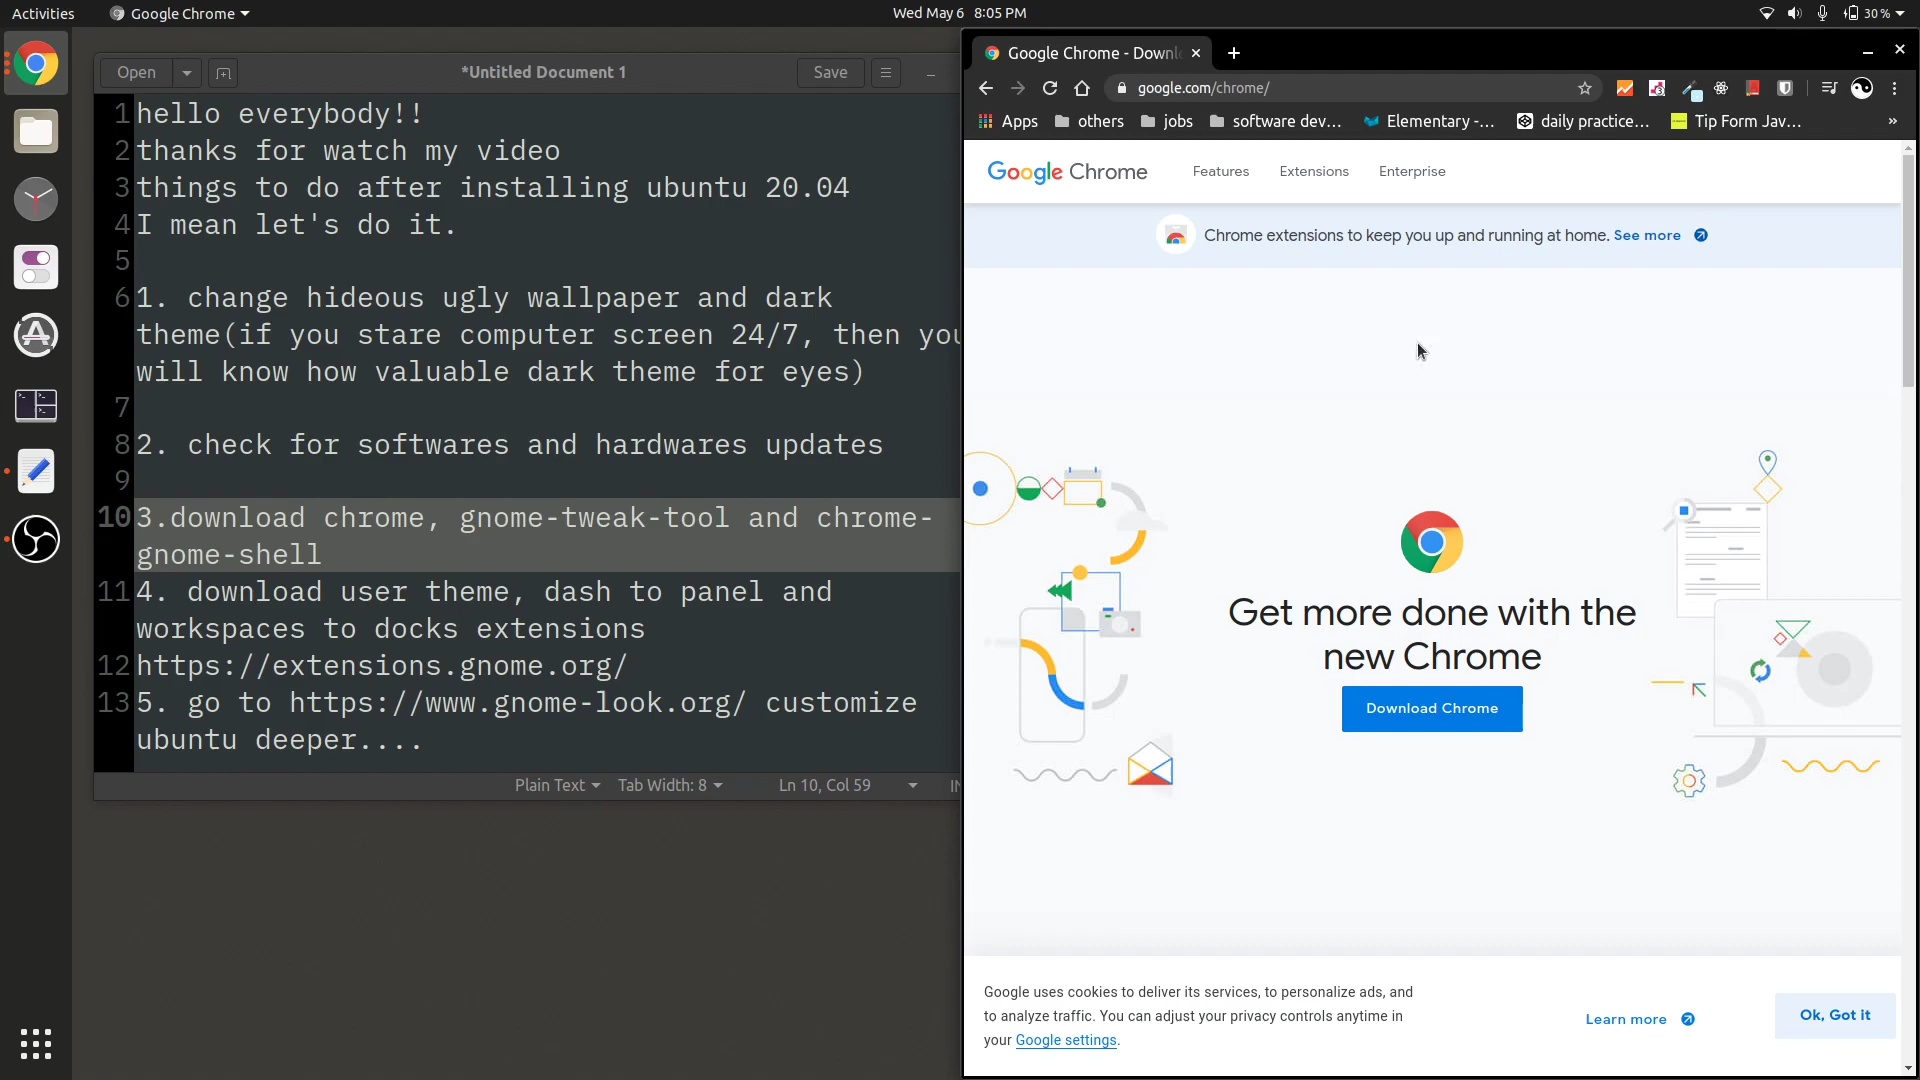 Activities
Google Chrome
Wed May 6 8:05 PM
30 %
Open
*Untitled Document 1
Save
1 hello everybody!!
2 thanks for watch my video
3 things to do after installing ubuntu 20.04
4 I mean let's do it.
5
6 1. change hideous ugly wallpaper and dark
theme(if you stare computer screen 24/7, then you
will know how valuable dark theme for eyes)
7
8 2. check for softwares and hardwares updates
9
10 3.download chrome, gnome-tweak-tool and chrome-
gnome-shell
11 4. download user theme, dash to panel and
workspaces to docks extensions
12 https://extensions.gnome.org/
13 5. go to https://www.gnome-look.org/ customize
ubuntu deeper....
Plain Text
Tab Width: 8
Ln 10, Col 59
Google Chrome - Downl
google.com/chrome/
Apps
others
jobs
software dev...
Elementary -...
daily practice...
Tip Form Jav...
»
Google Chrome
Features
Extensions
Enterprise
Chrome extensions to keep you up and running at home. See more
Get more done with the
new Chrome
Download Chrome
Google uses cookies to deliver its services, to personalize ads, and
to analyze traffic. You can adjust your privacy controls anytime in
your Google settings.
Learn more
Ok, Got it